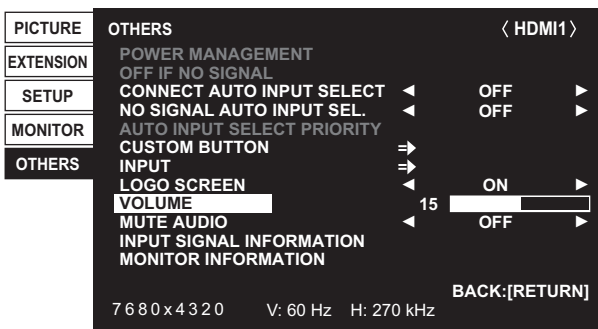 PICTURE
EXTENSION
SETUP
MONITOR
OTHERS
OTHERS 〈 HDMI1 〉
POWER MANAGEMENT
OFF IF NO SIGNAL
CONNECT AUTO INPUT SELECT ◄ OFF ►
NO SIGNAL AUTO INPUT SEL. ◄ OFF ►
AUTO INPUT SELECT PRIORITY
CUSTOM BUTTON
INPUT
LOGO SCREEN ◄ ON ►
VOLUME 15
MUTE AUDIO ◄ OFF ►
INPUT SIGNAL INFORMATION
MONITOR INFORMATION
BACK:[RETURN]
7680x4320 V: 60 Hz H: 270 kHz